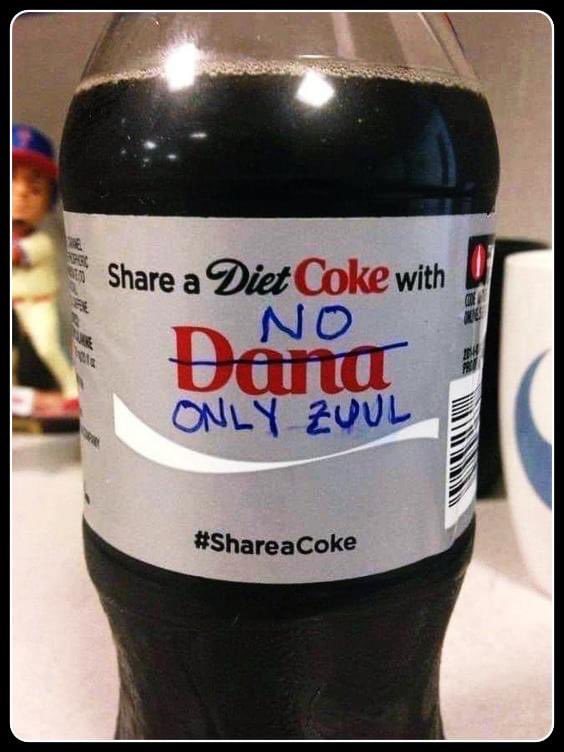 Share a Diet Coke with
NO
Dana
ONLY ZUUL
#ShareaCoke